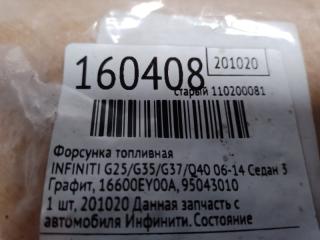 160408
201020
старый 110200081
Форсунка топливная
INFINITI G25/G35/G37/Q40 06-14 Седан 3
Графит, 16600EY00A, 95043010
1 шт, 201020 Данная запчасть с
автомобиля Инфинити. Состояние